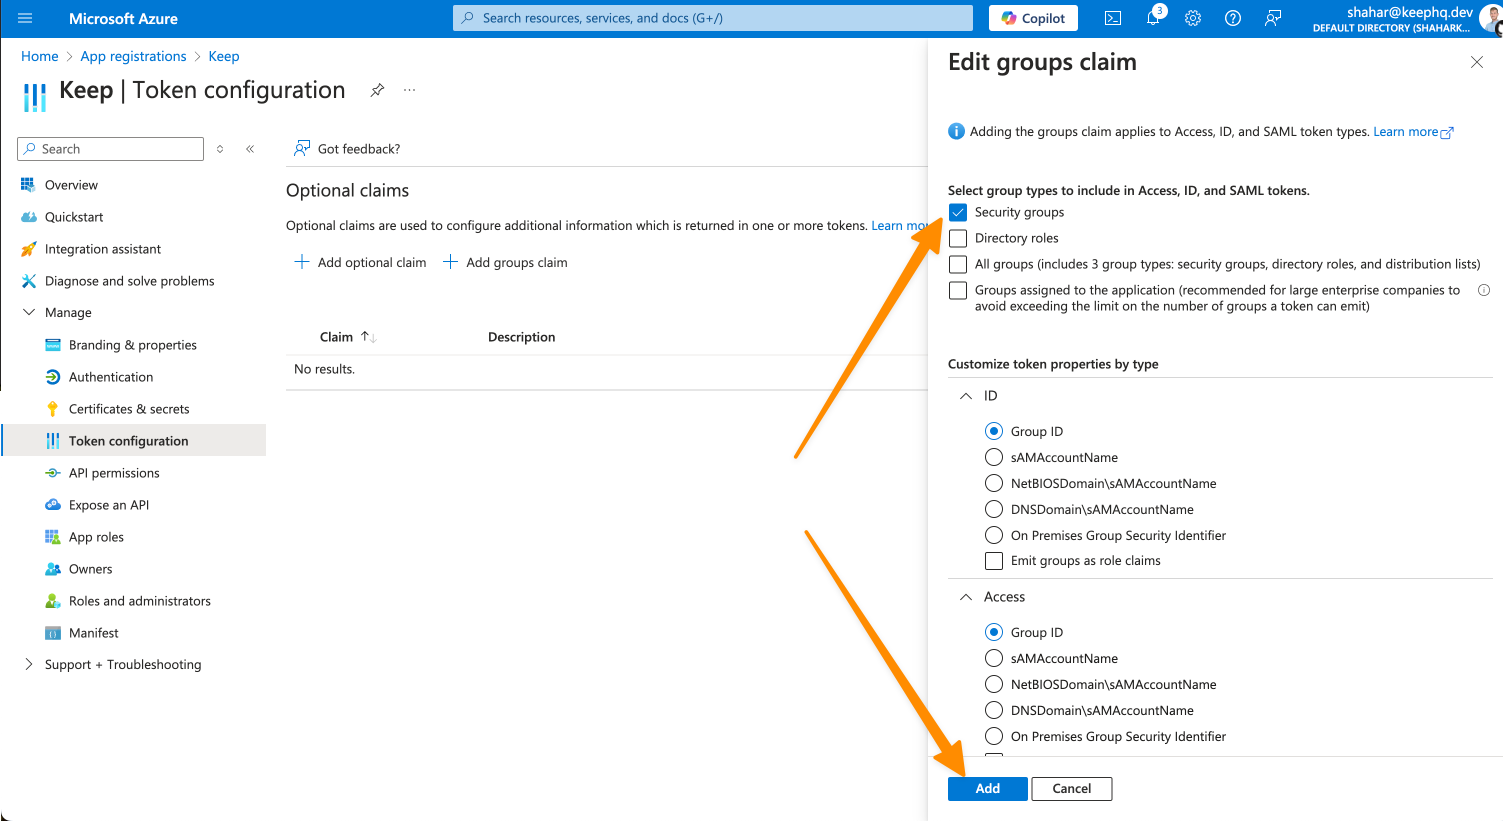 Microsoft Azure
Search resources, services, and docs (G+/)
Copilot
3
shahar@keephq.dev
DEFAULT DIRECTORY (SHAHARK...
Home > App registrations > Keep
Keep | Token configuration
...
Search
Overview
Quickstart
Integration assistant
Diagnose and solve problems
Manage
Branding & properties
Authentication
Certificates & secrets
Token configuration
API permissions
Expose an API
App roles
Owners
Roles and administrators
Manifest
Support + Troubleshooting
Got feedback?
Optional claims
Optional claims are used to configure additional information which is returned in one or more tokens. Learn mor
Add optional claim
Add groups claim
Claim
Description
No results.
Edit groups claim
Adding the groups claim applies to Access, ID, and SAML token types. Learn more
Select group types to include in Access, ID, and SAML tokens.
Security groups
Directory roles
All groups (includes 3 group types: security groups, directory roles, and distribution lists)
Groups assigned to the application (recommended for large enterprise companies to
avoid exceeding the limit on the number of groups a token can emit)
Customize token properties by type
ID
Group ID
sAMAccountName
NetBIOSDomain\sAMAccountName
DNSDomain\sAMAccountName
On Premises Group Security Identifier
Emit groups as role claims
Access
Group ID
sAMAccountName
NetBIOSDomain\sAMAccountName
DNSDomain\sAMAccountName
On Premises Group Security Identifier
Add
Cancel